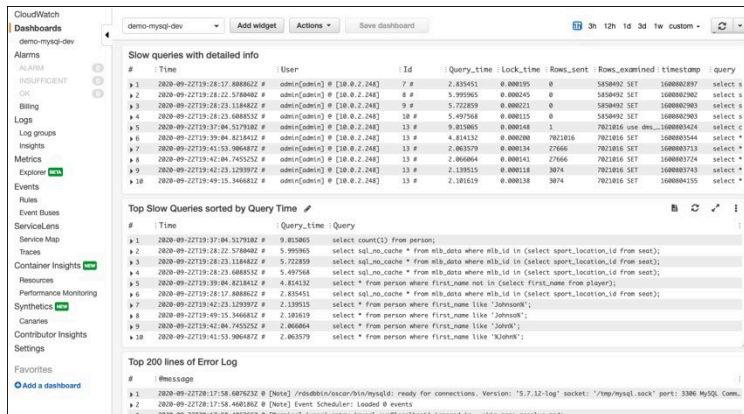 CloudWatch
Dashboards
demo-mysql-dev
Alarms
ALARM 0
INSUFFICIENT 0
OK 0
Billing
Logs
Log groups
Insights
Metrics
Explorer BETA
Events
Rules
Event Buses
ServiceLens
Service Map
Traces
Container Insights NEW
Resources
Performance Monitoring
Synthetics NEW
Canaries
Contributor Insights
Settings
Favorites
Add a dashboard
demo-mysql-dev Add widget Actions Save dashboard 1h 3h 12h 1d 3d 1w custom
Slow queries with detailed info
# Time User Id Query_time Lock_time Rows_sent Rows_examined timestamp query
1 2020-09-22T19:28:17.808862Z # admin[admin] @ [10.0.2.248] 7 # 2.835451 0.000195 0 5850492 SET 1600802897 select s
2 2020-09-22T19:28:22.578040Z # admin[admin] @ [10.0.2.248] 8 # 5.995965 0.000245 0 5850492 SET 1600802902 select s
3 2020-09-22T19:28:23.118482Z # admin[admin] @ [10.0.2.248] 9 # 5.722859 0.000221 0 5850492 SET 1600802903 select s
4 2020-09-22T19:28:23.608853Z # admin[admin] @ [10.0.2.248] 10 # 5.497568 0.000115 0 5850492 SET 1600802903 select s
5 2020-09-22T19:37:04.517910Z # admin[admin] @ [10.0.2.248] 13 # 9.015065 0.000148 1 7021016 use dms_...1600803424 select c
6 2020-09-22T19:39:04.821841Z # admin[admin] @ [10.0.2.248] 13 # 4.814132 0.000200 7021016 7021016 SET 1600803544 select *
7 2020-09-22T19:41:53.906487Z # admin[admin] @ [10.0.2.248] 13 # 2.063579 0.000134 27666 7021016 SET 1600803713 select *
8 2020-09-22T19:42:04.745525Z # admin[admin] @ [10.0.2.248] 13 # 2.066064 0.000141 27666 7021016 SET 1600803724 select *
9 2020-09-22T19:42:23.129397Z # admin[admin] @ [10.0.2.248] 13 # 2.139515 0.000118 3074 7021016 SET 1600803743 select *
10 2020-09-22T19:49:15.346681Z # admin[admin] @ [10.0.2.248] 13 # 2.101619 0.000138 3074 7021016 SET 1600804155 select *
Top Slow Queries sorted by Query Time
# Time Query_time Query
1 2020-09-22T19:37:04.517910Z # 9.015065 select count(1) from person;
2 2020-09-22T19:28:22.578040Z # 5.995965 select sql_no_cache * from mlb_data where mlb_id in (select sport_location_id from seat);
3 2020-09-22T19:28:23.118482Z # 5.722859 select sql_no_cache * from mlb_data where mlb_id in (select sport_location_id from seat);
4 2020-09-22T19:28:23.608853Z # 5.497568 select sql_no_cache * from mlb_data where mlb_id in (select sport_location_id from seat);
5 2020-09-22T19:39:04.821841Z # 4.814132 select * from person where first_name not in (select first_name from player);
6 2020-09-22T19:28:17.808862Z # 2.835451 select sql_no_cache * from mlb_data where mlb_id in (select sport_location_id from seat);
7 2020-09-22T19:42:23.129397Z # 2.139515 select * from person where first_name like 'Johnson%';
8 2020-09-22T19:49:15.346681Z # 2.101619 select * from person where first_name like 'Johnso%';
9 2020-09-22T19:42:04.745525Z # 2.066064 select * from person where first_name like 'John%';
10 2020-09-22T19:41:53.906487Z # 2.063579 select * from person where first_name like '%John%';
Top 200 lines of Error Log
# @message
1 2020-09-22T20:17:58.607623Z 0 [Note] /rdsdbbin/oscar/bin/mysqld: ready for connections. Version: '5.7.12-log' socket: '/tmp/mysql.sock' port: 3306 MySQL Comm...
2 2020-09-22T20:17:58.460186Z 0 [Note] Event Scheduler: Loaded 0 events